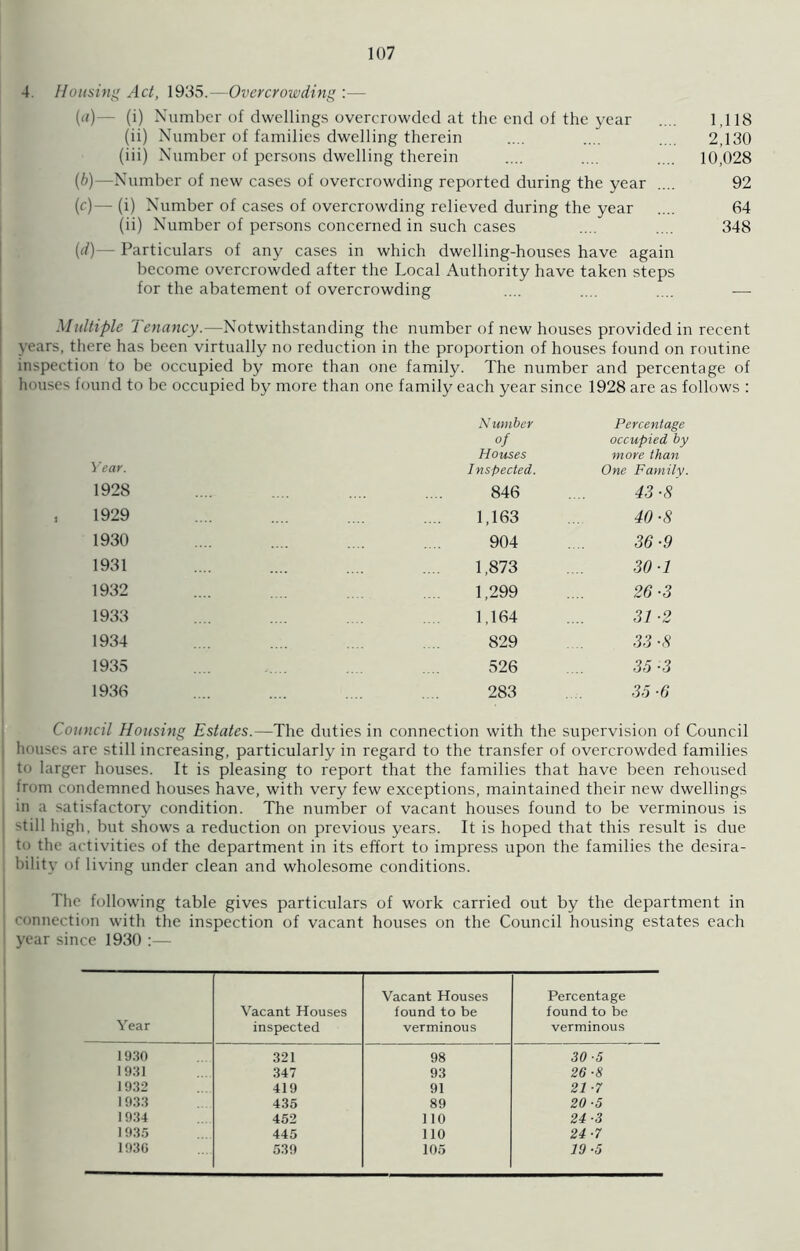 107
4. Housing Act, 1935.—Overcrowding :—
(a)— (i) Number of dwellings overcrowded at the end of the year .... 1,118
(ii) Number of families dwelling therein .... .... .... 2,130
(iii) Number of persons dwelling therein .... .... .... 10,028
(b)—Number of new cases of overcrowding reported during the year .... 92
(c)— (i) Number of cases of overcrowding relieved during the year .... 64
(ii) Number of persons concerned in such cases .... .... 348
(d)— Particulars of any cases in which dwelling-houses have again
become overcrowded after the Local Authority have taken steps
for the abatement of overcrowding .... .... .... —
Multiple Tenancy.—Notwithstanding the number of new houses provided in recent
years, there has been virtually no reduction in the proportion of houses found on routine
inspection to be occupied by more than one family. The number and percentage of
houses found to be occupied by more than one family each year since 1928 are as follows :
Number Percentage
of occupied by
Houses more than
Year. Inspected. One Family.
1928 .... .... .... .... 846 .... 43·8
1929 .... .... .... .... 1,163 .... 40·8
1930 .... .... .... .... 904 .... 36·9
1931 .... .... .... .... 1,873 .... 30·1
1932 .... .... .... .... 1,299 .... 26·3
1933 .... .... .... .... 1,164 .... 31·2
1934 .... .... .... .... 829 .... 33·8
1935 .... .... .... .... 526 .... 35·3
1936 .... .... .... .... 283 .... 35·6
Council Housing Estates.—The duties in connection with the supervision of Council
houses are still increasing, particularly in regard to the transfer of overcrowded families
to larger houses. It is pleasing to report that the families that have been rehoused
from condemned houses have, with very few exceptions, maintained their new dwellings
in a satisfactory condition. The number of vacant houses found to be verminous is
still high, but shows a reduction on previous years. It is hoped that this result is due
to the activities of the department in its effort to impress upon the families the desira-
bility of living under clean and wholesome conditions.
The following table gives particulars of work carried out by the department in
connection with the inspection of vacant houses on the Council housing estates each
year since 1930 :—
Vacant Houses Percentage
Vacant Houses found to be found to be
Year inspected verminous verminous
1930 .... 321 98 30·5
1931 .... 347 93 26·8
1932 .... 419 91 21·7
1933 .... 435 89 20·5
1934 .... 452 110 24·3
1935 .... 445 110 24·7
1936 .... 539 105 19·5